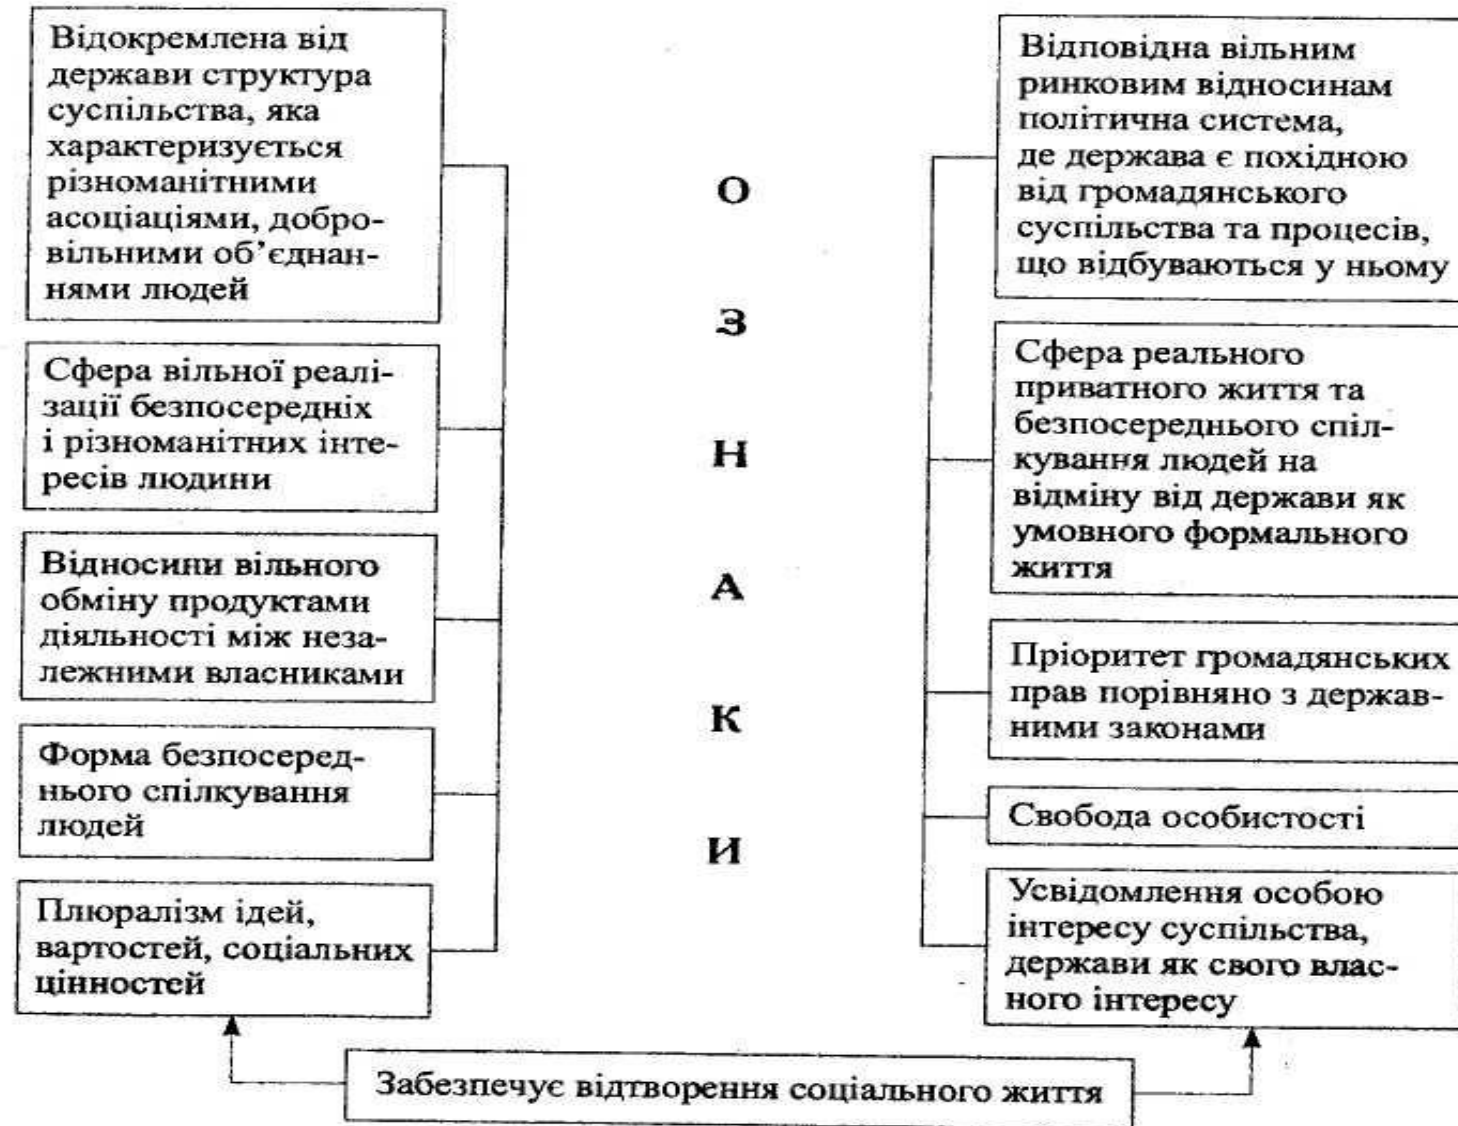 Відокремлена від
держави структура
суспільства, яка
характеризується
різноманітними
асоціаціями, добро-
вільними об’єднан-
нями людей
Сфера вільної реалі-
зації безпосередніх
і різноманітних інте-
ресів людини
Відносини вільного
обміну продуктами
діяльності між неза-
лежними власниками
Форма безпосеред-
нього спілкування
людей
Плюралізм ідей,
вартостей, соціальних
цінностей
О
З
Н
А
К
И
Відповідна вільним
ринковим відносинам
політична система,
де держава є похідною
від громадянського
суспільства та процесів,
що відбуваються у ньому
Сфера реального
приватного життя та
безпосереднього спіл-
кування людей на
відміну від держави як
умовного формального
життя
Пріоритет громадянських
прав порівняно з держав-
ними законами
Свобода особистості
Усвідомлення особою
інтересу суспільства,
держави як свого влас-
ного інтересу
Забезпечує відтворення соціального життя